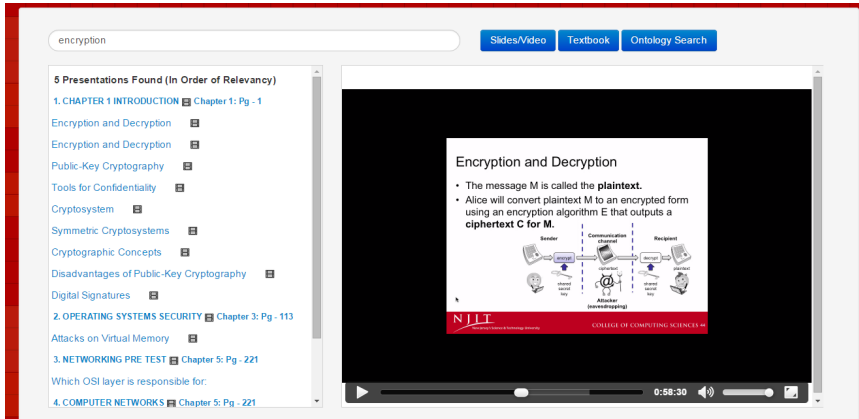 encryption
Slides/Video
Textbook
Ontology Search
5 Presentations Found (In Order of Relevancy)
1. CHAPTER 1 INTRODUCTION Chapter 1: Pg - 1
Encryption and Decryption
Encryption and Decryption
Public-Key Cryptography
Tools for Confidentiality
Cryptosystem
Symmetric Cryptosystems
Cryptographic Concepts
Disadvantages of Public-Key Cryptography
Digital Signatures
2. OPERATING SYSTEMS SECURITY Chapter 3: Pg - 113
Attacks on Virtual Memory
3. NETWORKING PRE TEST Chapter 5: Pg - 221
Which OSI layer is responsible for:
4. COMPUTER NETWORKS Chapter 5: Pg - 221
Encryption and Decryption
• The message M is called the plaintext.
• Alice will convert plaintext M to an encrypted form
using an encryption algorithm E that outputs a
ciphertext C for M.
Sender
Communication
channel
Recipient
encrypt
decrypt
ciphertext
plaintext
shared
secret
key
shared
secret
key
Attacker
(eavesdropping)
NJIT
COLLEGE OF COMPUTING SCIENCES
0:58:30